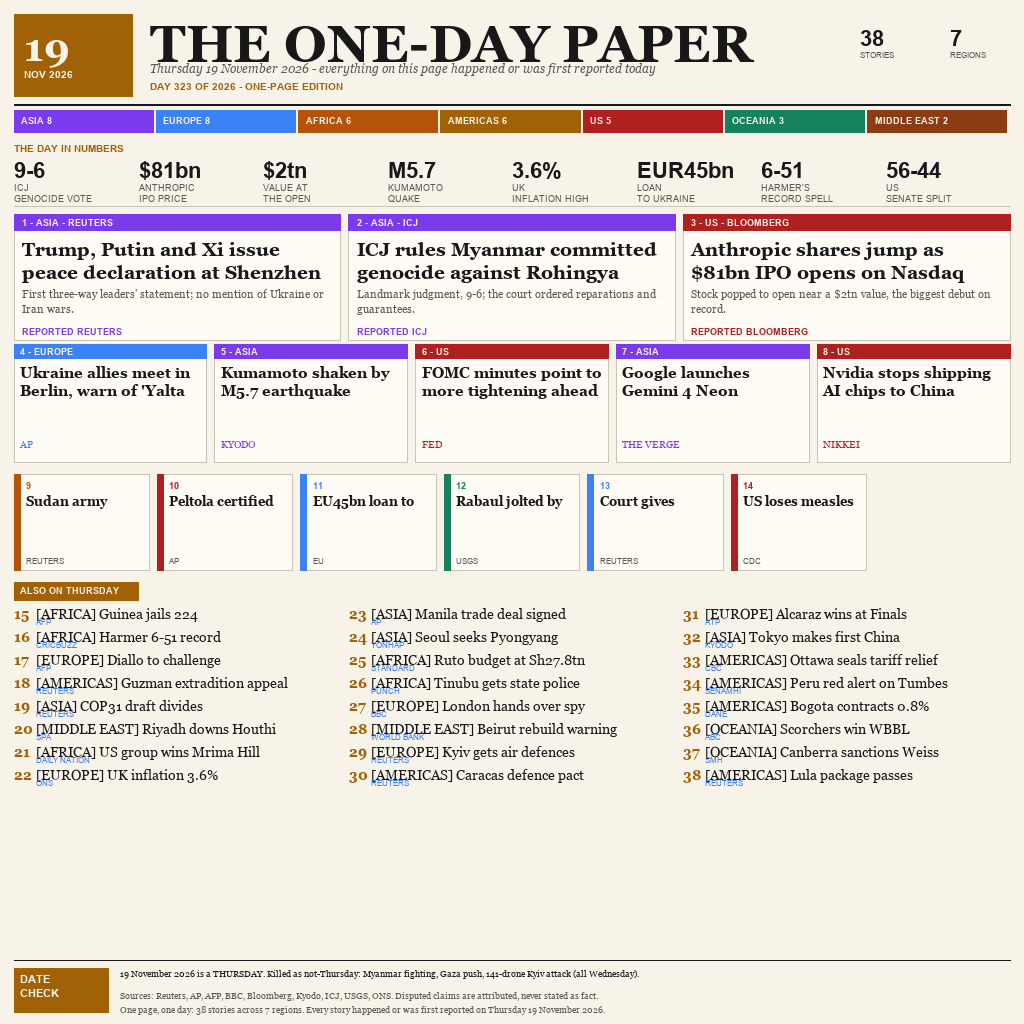 19
NOV 2026
THE ONE-DAY PAPER
Thursday 19 November 2026 - everything on this page happened or was first reported today
DAY 323 OF 2026 - ONE-PAGE EDITION
38
STORIES
7
REGIONS
ASIA 8
EUROPE 8
AFRICA 6
AMERICAS 6
US 5
OCEANIA 3
MIDDLE EAST 2
THE DAY IN NUMBERS
9-6
ICJ
GENOCIDE VOTE
$81bn
ANTHROPIC
IPO PRICE
$2tn
VALUE AT
THE OPEN
M5.7
KUMAMOTO
QUAKE
3.6%
UK
INFLATION HIGH
EUR45bn
LOAN
TO UKRAINE
6-51
HARMER'S
RECORD SPELL
56-44
US
SENATE SPLIT
1 - ASIA - REUTERS
Trump, Putin and Xi issue
peace declaration at Shenzhen
First three-way leaders' statement; no mention of Ukraine or
Iran wars.
REPORTED REUTERS
2 - ASIA - ICJ
ICJ rules Myanmar committed
genocide against Rohingya
Landmark judgment, 9-6; the court ordered reparations and
guarantees.
REPORTED ICJ
3 - US - BLOOMBERG
Anthropic shares jump as
$81bn IPO opens on Nasdaq
Stock popped to open near a $2tn value, the biggest debut on
record.
REPORTED BLOOMBERG
4 - EUROPE
Ukraine allies meet in
Berlin, warn of 'Yalta
AP
5 - ASIA
Kumamoto shaken by
M5.7 earthquake
KYODO
6 - US
FOMC minutes point to
more tightening ahead
FED
7 - ASIA
Google launches
Gemini 4 Neon
THE VERGE
8 - US
Nvidia stops shipping
AI chips to China
NIKKEI
9
Sudan army
REUTERS
10
Peltola certified
AP
11
EU45bn loan to
EU
12
Rabaul jolted by
USGS
13
Court gives
REUTERS
14
US loses measles
CDC
ALSO ON THURSDAY
15 [AFRICA] Guinea jails 224
AFP
16 [AFRICA] Harmer 6-51 record
CRICBUZZ
17 [EUROPE] Diallo to challenge
AFP
18 [AMERICAS] Guzman extradition appeal
REUTERS
19 [ASIA] COP31 draft divides
REUTERS
20 [MIDDLE EAST] Riyadh downs Houthi
SPA
21 [AFRICA] US group wins Mrima Hill
DAILY NATION
22 [EUROPE] UK inflation 3.6%
ONS
23 [ASIA] Manila trade deal signed
AP
24 [ASIA] Seoul seeks Pyongyang
YONHAP
25 [AFRICA] Ruto budget at Sh27.8tn
STANDARD
26 [AFRICA] Tinubu gets state police
PUNCH
27 [EUROPE] London hands over spy
BBC
28 [MIDDLE EAST] Beirut rebuild warning
WORLD BANK
29 [EUROPE] Kyiv gets air defences
REUTERS
30 [AMERICAS] Caracas defence pact
REUTERS
31 [EUROPE] Alcaraz wins at Finals
ATP
32 [ASIA] Tokyo makes first China
KYODO
33 [AMERICAS] Ottawa seals tariff relief
CBC
34 [AMERICAS] Peru red alert on Tumbes
SENAMHI
35 [AMERICAS] Bogota contracts 0.8%
DANE
36 [OCEANIA] Scorchers win WBBL
ABC
37 [OCEANIA] Canberra sanctions Weiss
SMH
38 [AMERICAS] Lula package passes
REUTERS
DATE
CHECK
19 November 2026 is a THURSDAY. Killed as not-Thursday: Myanmar fighting, Gaza push, 141-drone Kyiv attack (all Wednesday).
Sources: Reuters, AP, AFP, BBC, Bloomberg, Kyodo, ICJ, USGS, ONS. Disputed claims are attributed, never stated as fact.
One page, one day: 38 stories across 7 regions. Every story happened or was first reported on Thursday 19 November 2026.